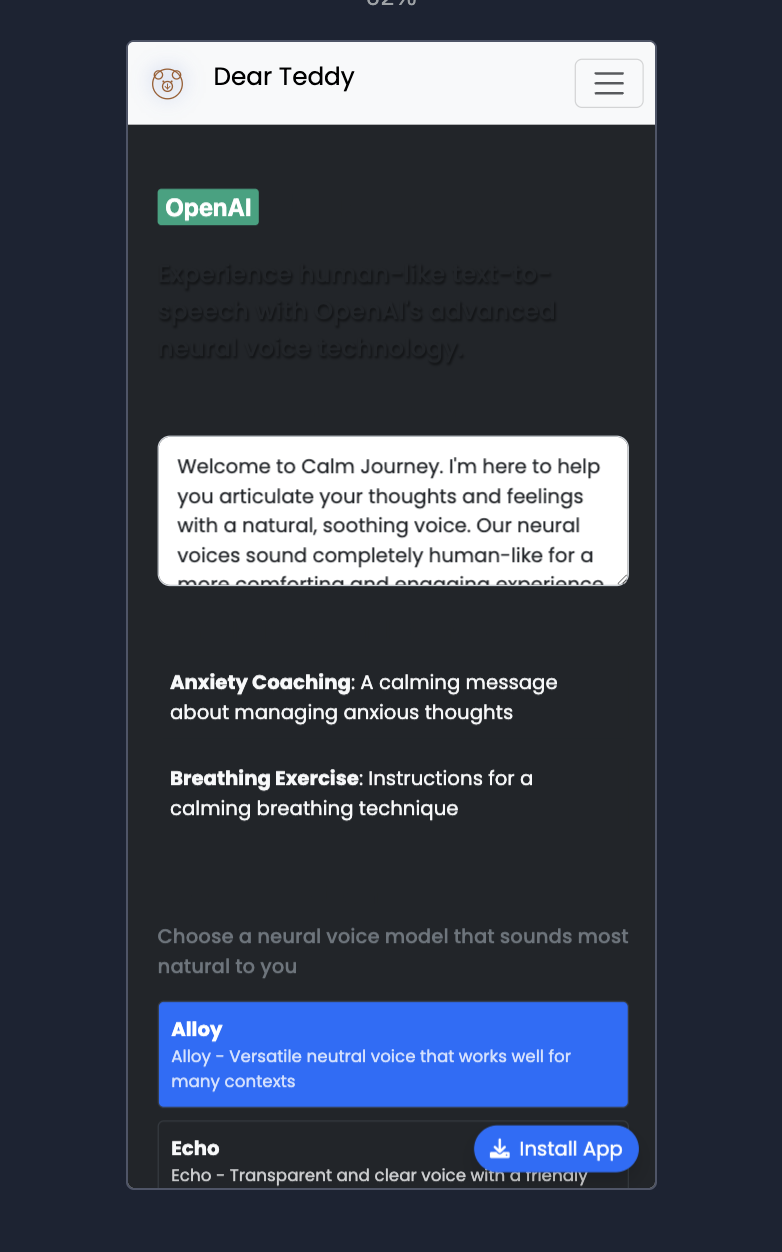 Dear Teddy
OpenAI
Experience human-like text-to-
speech with OpenAI's advanced
neural voice technology.
Welcome to Calm Journey. I'm here to help
you articulate your thoughts and feelings
with a natural, soothing voice. Our neural
voices sound completely human-like for a
more comforting and engaging experience
Anxiety Coaching: A calming message
about managing anxious thoughts
Breathing Exercise: Instructions for a
calming breathing technique
Choose a neural voice model that sounds most
natural to you
Alloy
Alloy - Versatile neutral voice that works well for
many contexts
Echo
Install App
Echo - Transparent and clear voice with a friendly